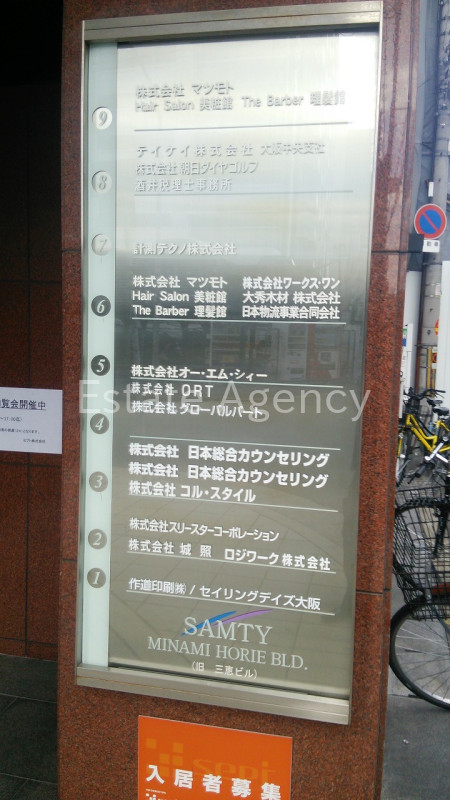 9
株式会社 マツモト
Hair Salon 美粧館 The Barber 理髪館
8
テイケイ株式会社 大阪中央支社
株式会社 朝日ダイヤゴルフ
酒井税理士事務所
7
計測テクノ株式会社
6
株式会社 マツモト 株式会社ワークス・ワン
Hair Salon 美粧館 大秀木材 株式会社
The Barber 理髪館 日本物流事業合同会社
5
株式会社オー・エム・シィー
株式会社 ORT
4
株式会社 グローバルハート
株式会社 日本総合カウンセリング
3
株式会社 日本総合カウンセリング
株式会社 コル・スタイル
2
株式会社スリースターコーポレーション
株式会社 城 照 ロジワーク株式会社
1
作道印刷㈱/セイリングデイズ大阪
SAMTY
MINAMI HORIE BLD.
(旧 三恵ビル)
入居者募集
覧会開催中
Estate Agency